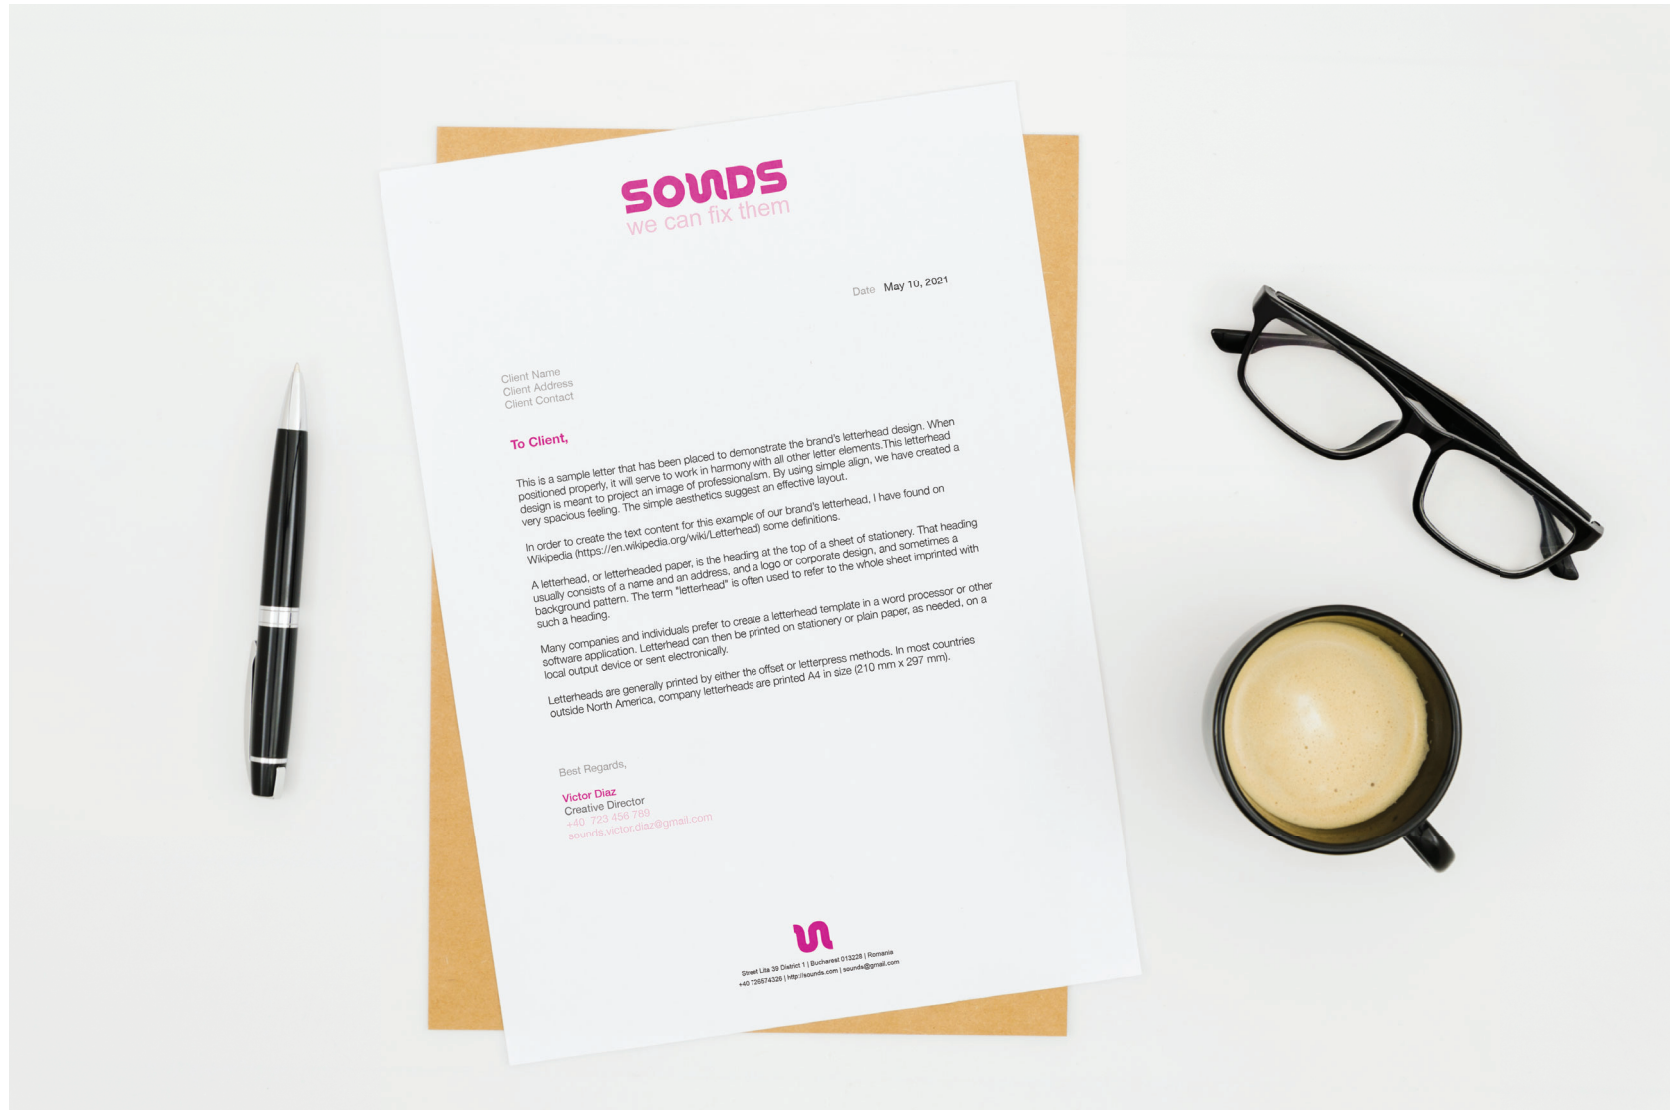 SOUNDS
we can fix them
Date May 10, 2021
Client Name
Client Address
Client Contact
To Client,
This is a sample letter that has been placed to demonstrate the brand's letterhead design. When
positioned properly, it will serve to work in harmony with all other letter elements.This letterhead
design is meant to project an image of professionalsm. By using simple align, we have created a
very spacious feeling. The simple aesthetics suggest an effective layout.
In order to create the text content for this example of our brand's letterhead, I have found on
Wikipedia (https://en.wikipedia.org/wiki/Letterhead) some definitions.
A letterhead, or letterheaded paper, is the heading at the top of a sheet of stationery. That heading
usually consists of a name and an address, and a logo or corporate design, and sometimes a
background pattern. The term "letterhead" is often used to refer to the whole sheet imprinted with
such a heading.
Many companies and individuals prefer to create a letterhead template in a word processor or other
software application. Letterhead can then be printed on stationery or plain paper, as needed, on a
local output device or sent electronically.
Letterheads are generally printed by either the offset or letterpress methods. In most countries
outside North America, company letterheads are printed A4 in size (210 mm x 297 mm).
Best Regards,
Victor Diaz
Creative Director
+40 723 456 789
sounds.victor.diaz@gmail.com
Street Lila 39 District 1 | Bucharest 013228 | Romania
+40 726574326 | http://sounds.com | sounds@gmail.com